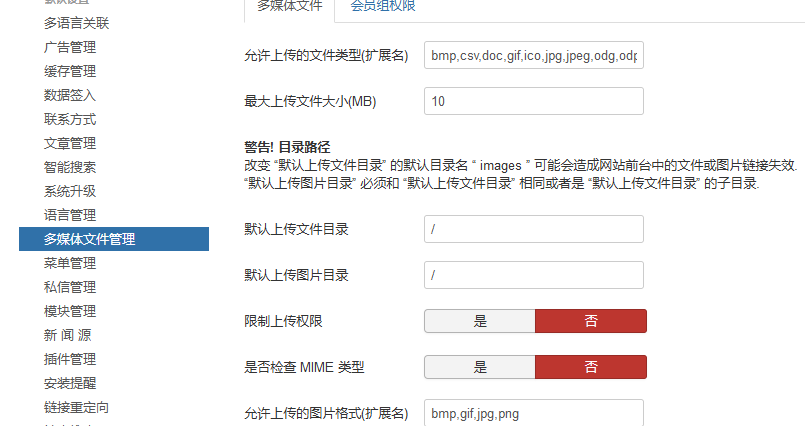 多媒体文件
会员组权限
多语言关联
广告管理
缓存管理
数据签入
联系方式
文章管理
智能搜索
系统升级
语言管理
多媒体文件管理
菜单管理
私信管理
模块管理
新 闻 源
插件管理
安装提醒
链接重定向
允许上传的文件类型(扩展名)
bmp,csv,doc,gif,ico,jpg,jpeg,odg,odp
最大上传文件大小(MB)
10
警告! 目录路径
改变 “默认上传文件目录” 的默认目录名 “ images ” 可能会造成网站前台中的文件或图片链接失效.
“默认上传图片目录” 必须和 “默认上传文件目录” 相同或者是 “默认上传文件目录” 的子目录.
默认上传文件目录
/
默认上传图片目录
/
限制上传权限
是 否
是否检查 MIME 类型
是 否
允许上传的图片格式(扩展名)
bmp,gif,jpg,png